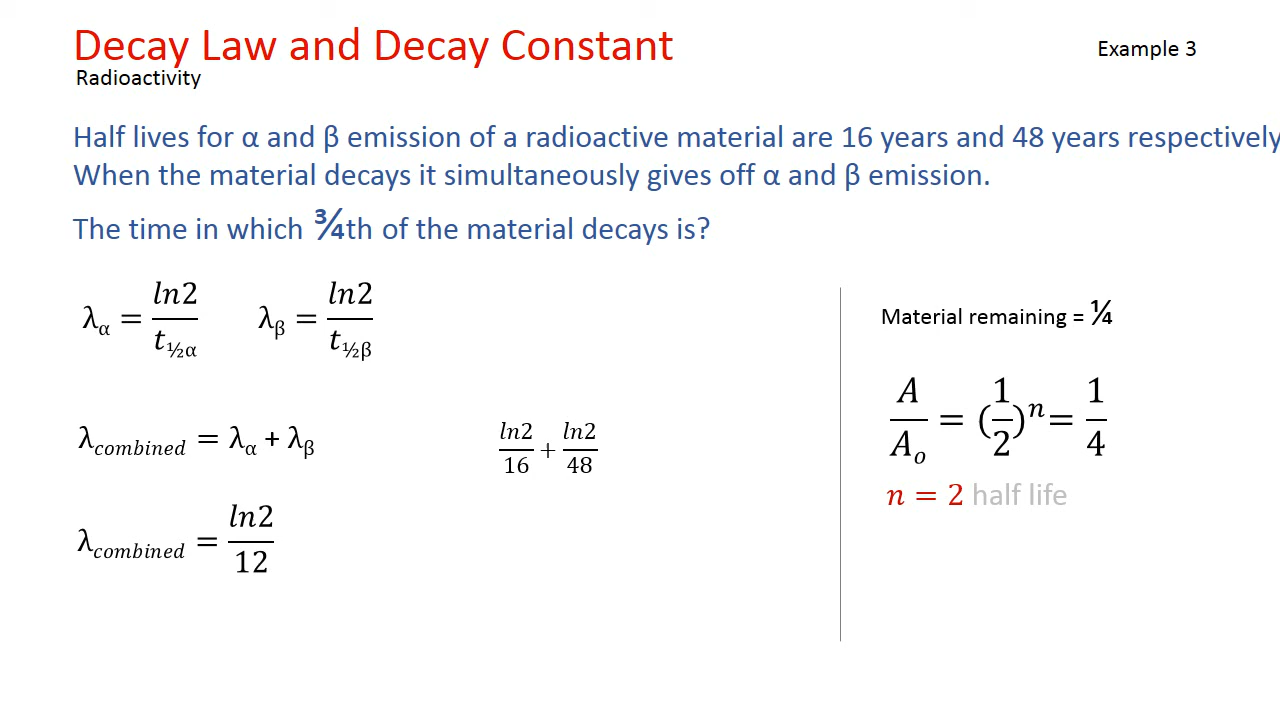 Decay Law and Decay Constant
Example 3
Radioactivity
Half lives for α and β emission of a radioactive material are 16 years and 48 years respectively
When the material decays it simultaneously gives off α and β emission.
The time in which ¾th of the material decays is?
λα = ln2/t½α λβ = ln2/t½β
λcombined = λα + λβ ln2/16 + ln2/48
λcombined = ln2/12
Material remaining = ¼
A/Ao = (1/2)^n = 1/4
n = 2 half life